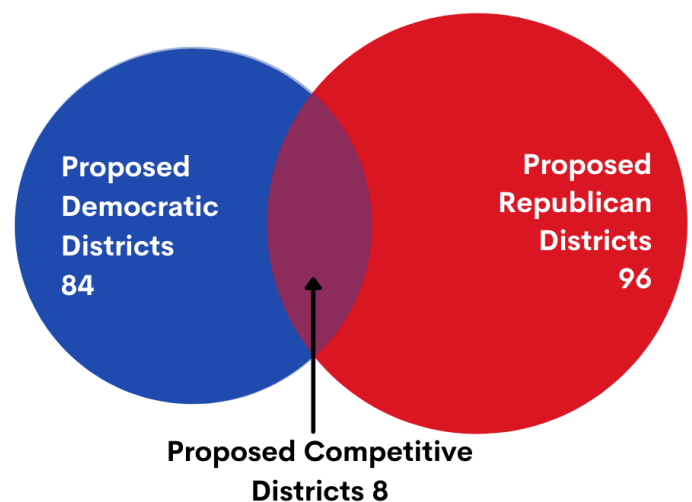 Proposed
Democratic
Districts
84
Proposed
Republican
Districts
96
Proposed Competitive
Districts 8